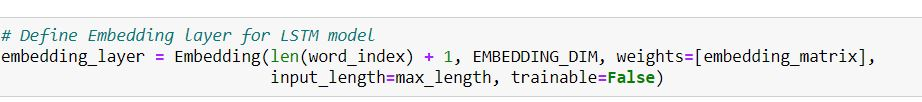 # Define Embedding layer for LSTM model
embedding_layer = Embedding(len(word_index) + 1, EMBEDDING_DIM, weights=[embedding_matrix],
                            input_length=max_length, trainable=False)